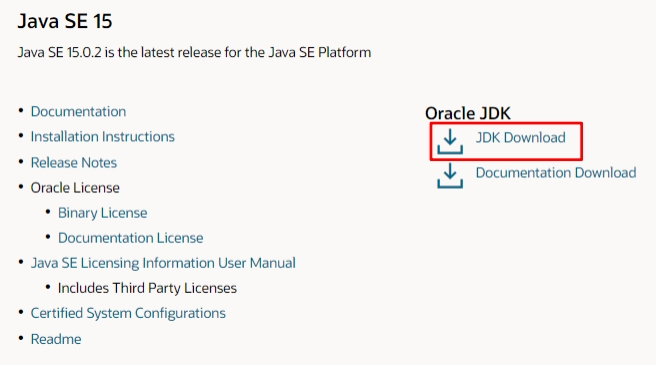 Java SE 15
Java SE 15.0.2 is the latest release for the Java SE Platform
• Documentation
• Installation Instructions
• Release Notes
• Oracle License
• Binary License
• Documentation License
• Java SE Licensing Information User Manual
• Includes Third Party Licenses
• Certified System Configurations
• Readme
Oracle JDK
JDK Download
Documentation Download